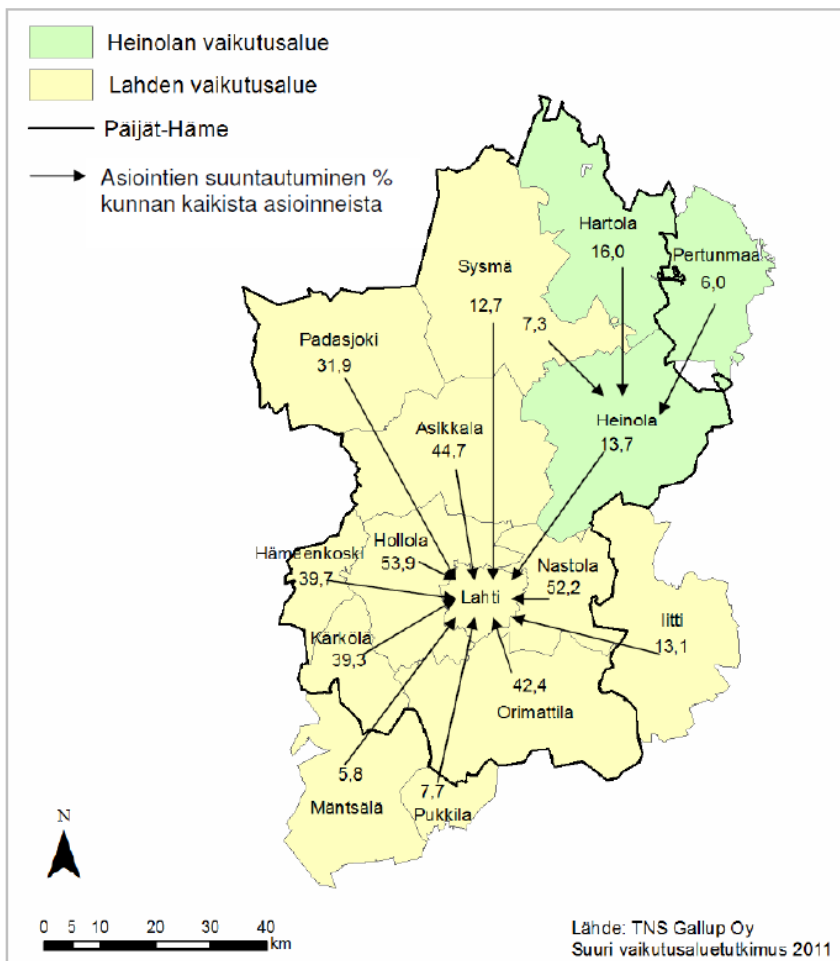 Heinolan vaikutusalue
Lahden vaikutusalue
Päijät-Häme
Asiointien suuntautuminen %
kunnan kaikista asioinneista
Hartola
16,0
Pertunmaa
6,0
Sysmä
12,7
7,3
Padasjoki
31,9
Heinola
13,7
Asikkala
44,7
Hollola
53,9
Hämeenkoski
39,7
Nastola
52,2
Lahti
Iitti
13,1
Kärkölä
39,3
42,4
Orimattila
5,8
Mäntsälä
7,7
Pukkila
N
0 5 10 20 30 40
km
Lähde: TNS Gallup Oy
Suuri vaikutusaluetutkimus 2011